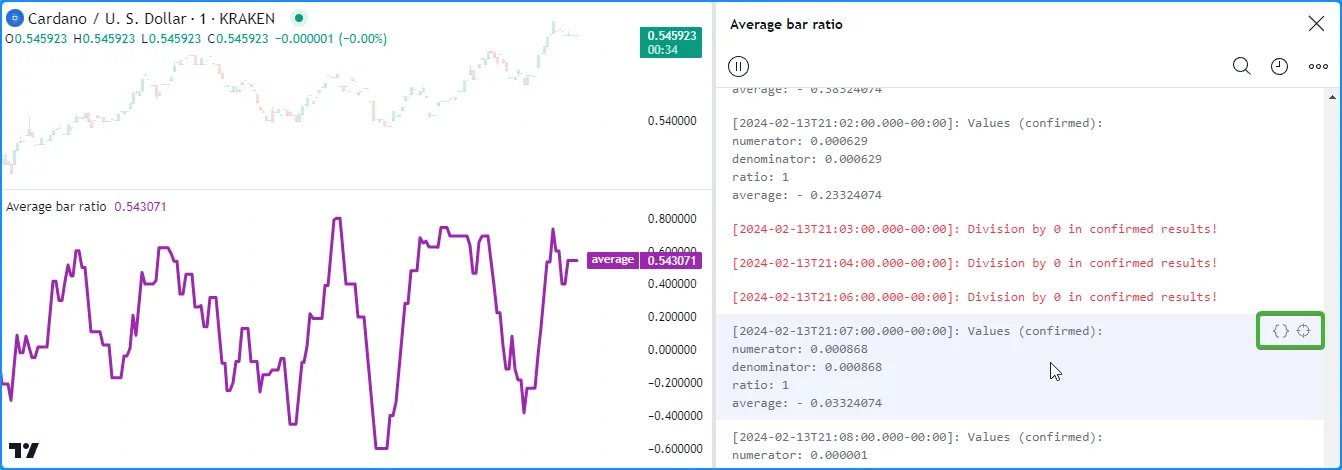 Cardano / U. S. Dollar · 1 · KRAKEN
O0.545923 H0.545923 L0.545923 C0.545923 −0.000001 (−0.00%)
0.545923
00:34
0.540000
Average bar ratio 0.543071
0.800000
0.600000
average 0.543071
0.400000
0.200000
0.000000
−0.200000
−0.400000
−0.600000
Average bar ratio
average: - 0.38324074
[2024-02-13T21:02:00.000-00:00]: Values (confirmed):
numerator: 0.000629
denominator: 0.000629
ratio: 1
average: - 0.23324074
[2024-02-13T21:03:00.000-00:00]: Division by 0 in confirmed results!
[2024-02-13T21:04:00.000-00:00]: Division by 0 in confirmed results!
[2024-02-13T21:06:00.000-00:00]: Division by 0 in confirmed results!
[2024-02-13T21:07:00.000-00:00]: Values (confirmed):
numerator: 0.000868
denominator: 0.000868
ratio: 1
average: - 0.03324074
[2024-02-13T21:08:00.000-00:00]: Values (confirmed):
numerator: 0.000001